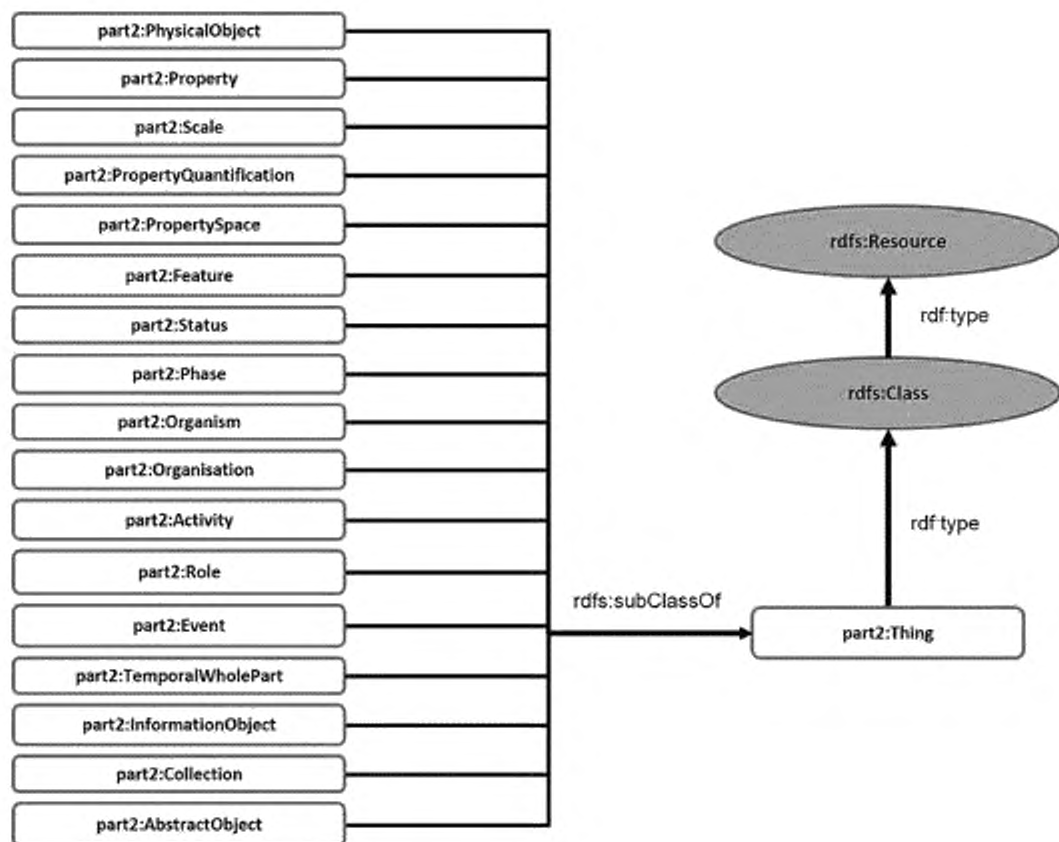 part2:PhysicalObject
part2:Property
part2:Scale
part2:PropertyQuantification
part2:PropertySpace
part2:Feature
part2:Status
part2:Phase
part2:Organism
part2:Organisation
part2:Activity
part2:Role
part2:Event
part2:TemporalWholePart
part2:InformationObject
part2:Collection
part2:AbstractObject
rdfs:subClassOf
rdfs:Resource
rdf:type
rdfs:Class
rdf:type
part2:Thing